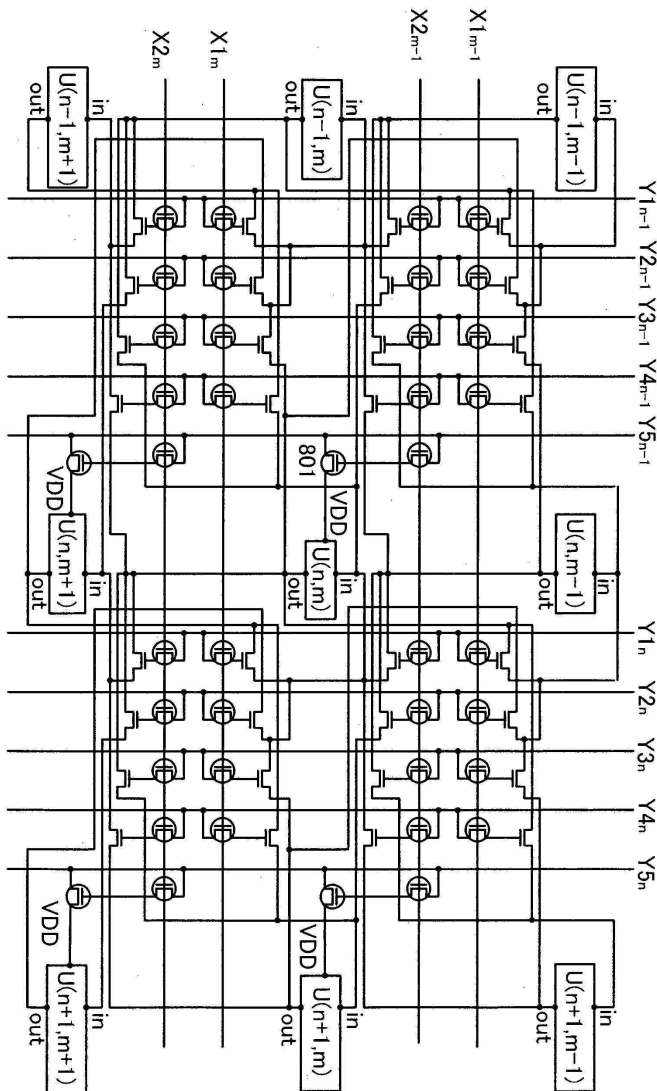 X2ₘ
X1ₘ
X2ₘ₋₁
X1ₘ₋₁
out
U(n−1,m+1)
in
out
U(n−1,m)
in
out
U(n−1,m−1)
in
Y1ₙ₋₁
Y2ₙ₋₁
Y3ₙ₋₁
Y4ₙ₋₁
Y5ₙ₋₁
VDD
801
VDD
out
U(n,m+1)
in
out
U(n,m)
in
out
U(n,m−1)
in
Y1ₙ
Y2ₙ
Y3ₙ
Y4ₙ
Y5ₙ
VDD
VDD
out
U(n+1,m+1)
in
out
U(n+1,m)
in
out
U(n+1,m−1)
in